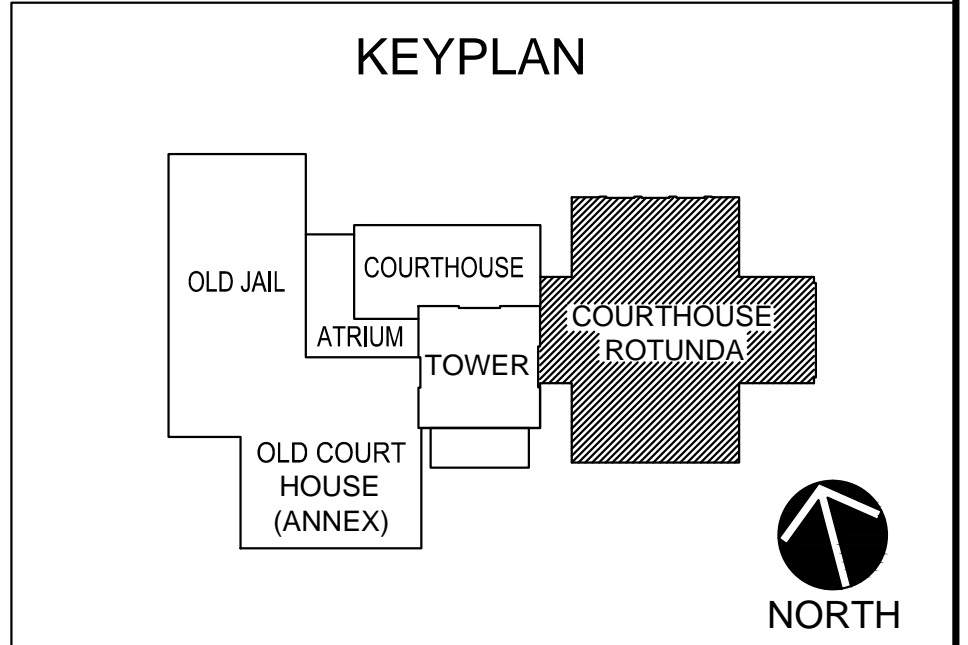 KEYPLAN
OLD JAIL
COURTHOUSE
ATRIUM
TOWER
COURTHOUSE
ROTUNDA
OLD COURT
HOUSE
(ANNEX)
NORTH